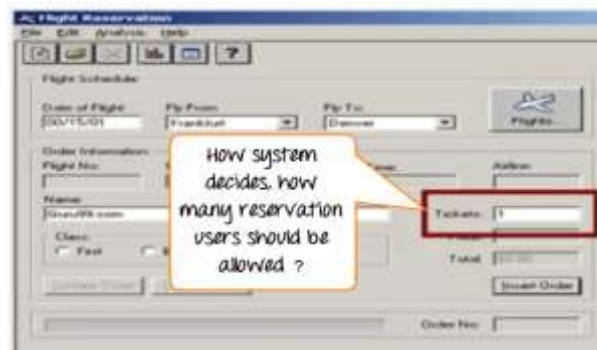 Flight Reservation
File Edit Analysis Help
?
Flight Schedule:
Date of Flight: Fly From: Fly To:
Frankfurt Denver Flights
Order Information:
Flight No: Airline:
How system
decides, how
many reservation
users should be
allowed ?
Name: Tickets: 1
Class:
First
Total:
Insert Order
Order No: